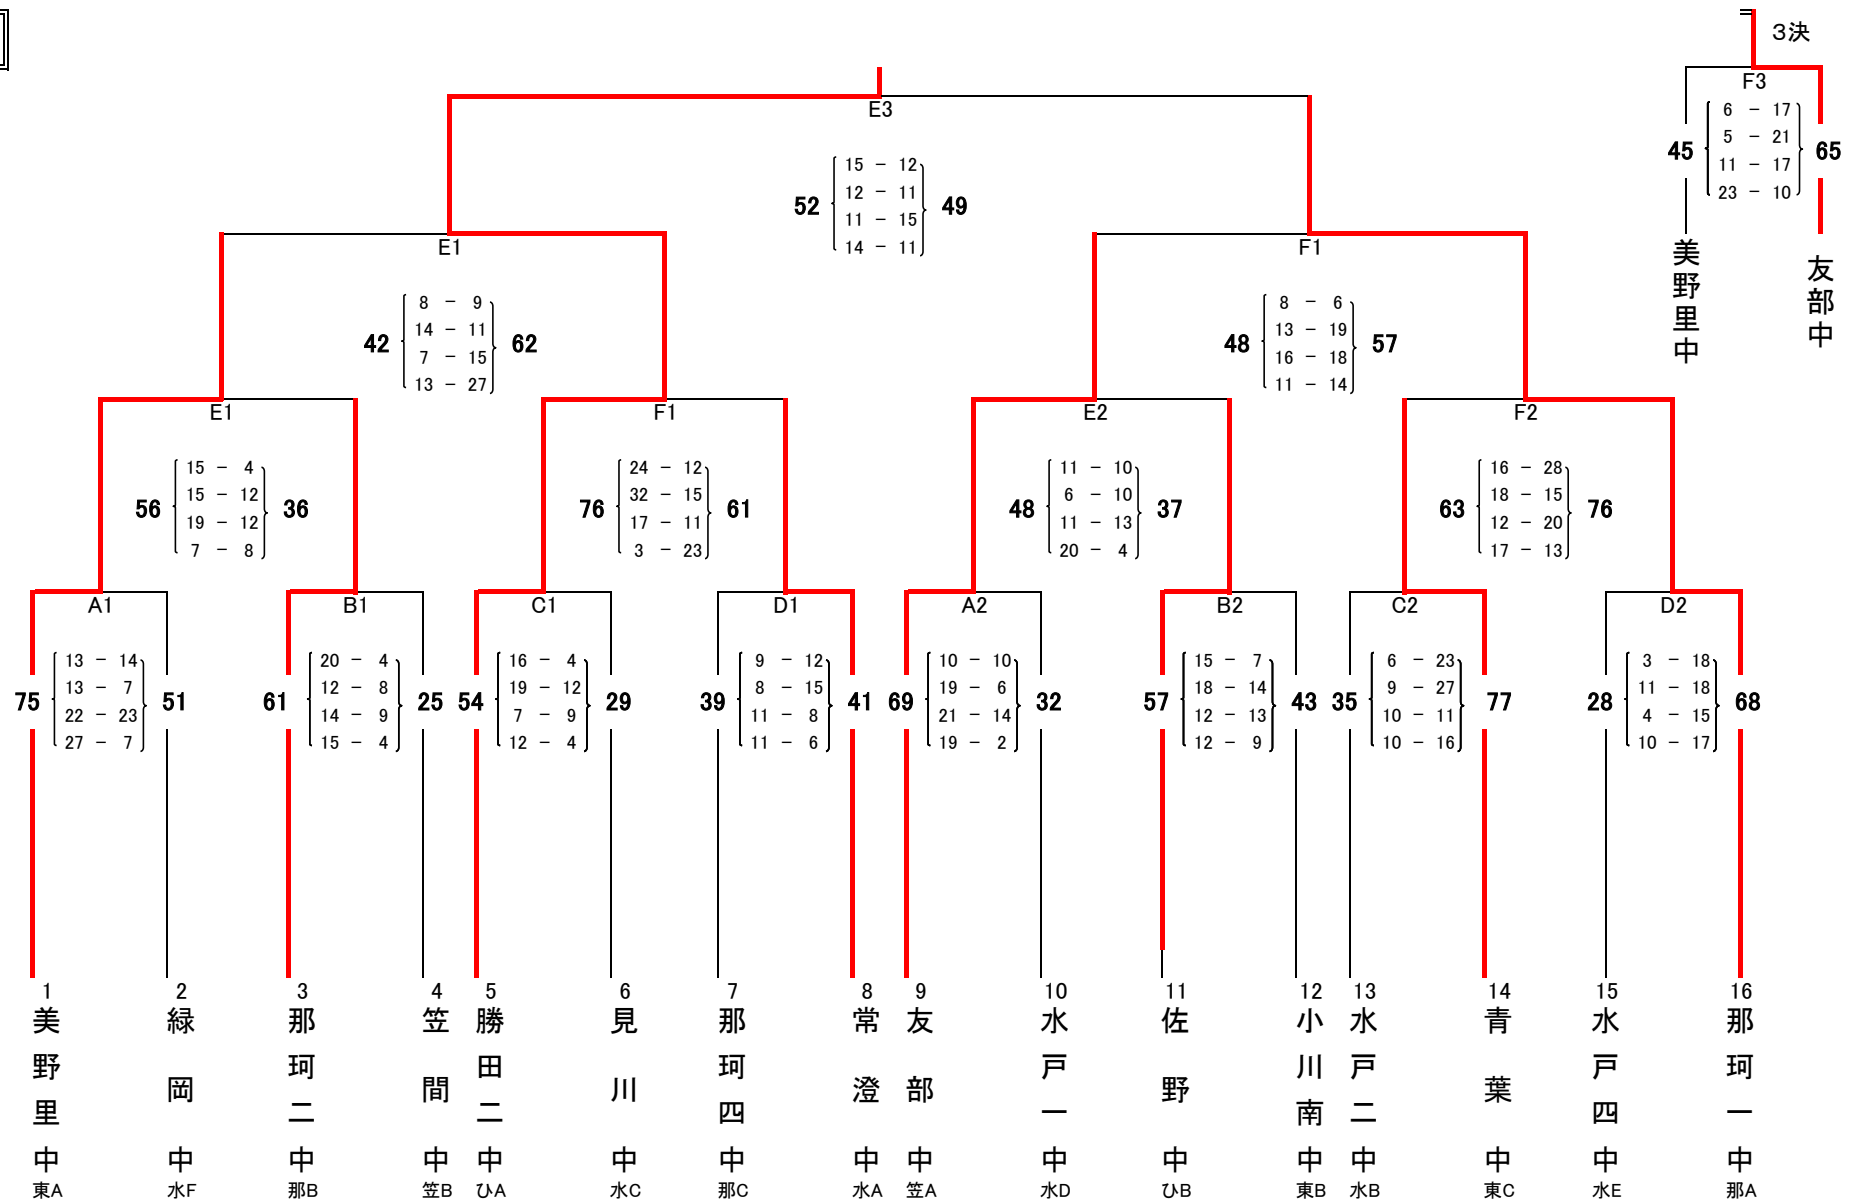 3決
F3
6 - 17
5 - 21
45 11 - 17 65
23 - 10
美野里中
友部中
E3
15 - 12
12 - 11
52 49
11 - 15
14 - 11
E1
8 - 9
14 - 11
42 62
7 - 15
13 - 27
F1
8 - 6
13 - 19
48 57
16 - 18
11 - 14
E1
15 - 4
15 - 12
56 36
19 - 12
7 - 8
F1
24 - 12
32 - 15
76 61
17 - 11
3 - 23
E2
11 - 10
6 - 10
48 37
11 - 13
20 - 4
F2
16 - 28
18 - 15
63 76
12 - 20
17 - 13
A1
13 - 14
13 - 7
75 51
22 - 23
27 - 7
B1
20 - 4
12 - 8
61 25
14 - 9
15 - 4
C1
16 - 4
19 - 12
54 29
7 - 9
12 - 4
D1
9 - 12
8 - 15
39 41
11 - 8
11 - 6
A2
10 - 10
19 - 6
69 32
21 - 14
19 - 2
B2
15 - 7
18 - 14
57 43
12 - 13
12 - 9
C2
6 - 23
9 - 27
35 77
10 - 11
10 - 16
D2
3 - 18
11 - 18
28 68
4 - 15
10 - 17
1 美野里中 東A
2 緑岡中 水F
3 那珂二中 那B
4 笠間中 笠B
5 勝田二中 ひA
6 見川中 水C
7 那珂四中 那C
8 常澄中 水A
9 友部中 笠A
10 水戸一中 水D
11 佐野中 ひB
12 小川南中 東B
13 水戸二中 水B
14 青葉中 東C
15 水戸四中 水E
16 那珂一中 那A